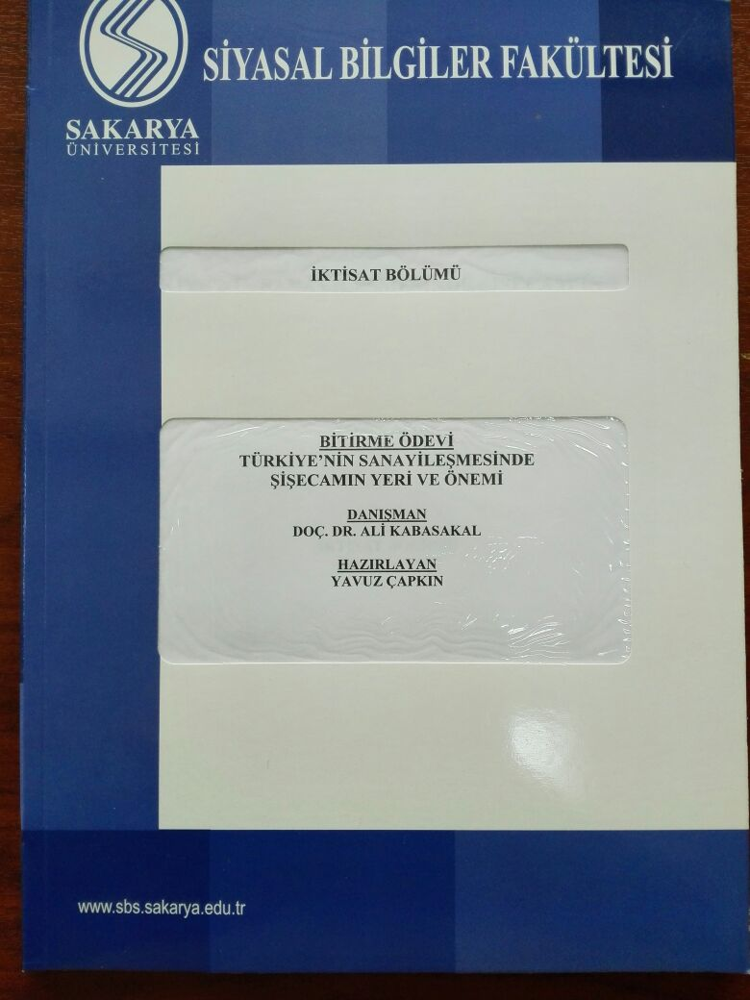 SİYASAL BİLGİLER FAKÜLTESİ
SAKARYA
ÜNİVERSİTESİ
İKTİSAT BÖLÜMÜ
BİTİRME ÖDEVİ
TÜRKİYE'NİN SANAYİLEŞMESİNDE
ŞİŞECAMIN YERİ VE ÖNEMİ
DANIŞMAN
DOÇ. DR. ALİ KABASAKAL
HAZIRLAYAN
YAVUZ ÇAPKIN
www.sbs.sakarya.edu.tr